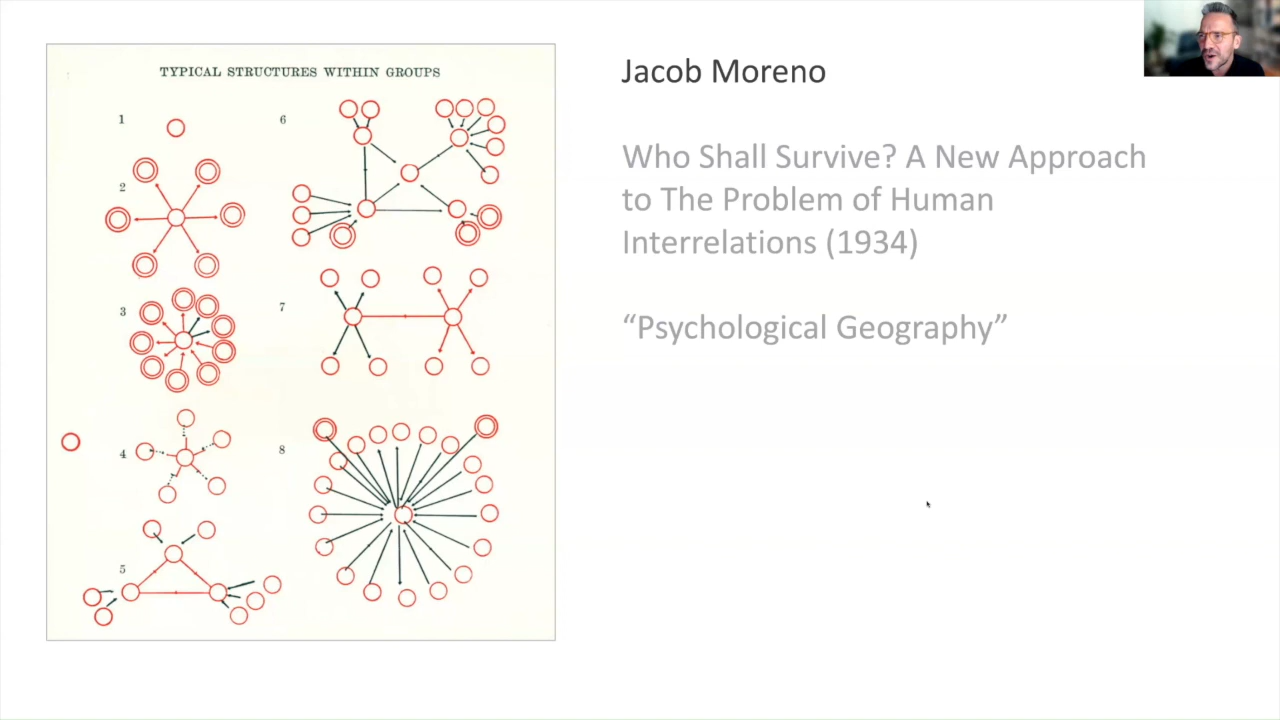 TYPICAL STRUCTURES WITHIN GROUPS
1
2
3
4
5
6
7
8
Jacob Moreno
Who Shall Survive? A New Approach
to The Problem of Human
Interrelations (1934)
“Psychological Geography”